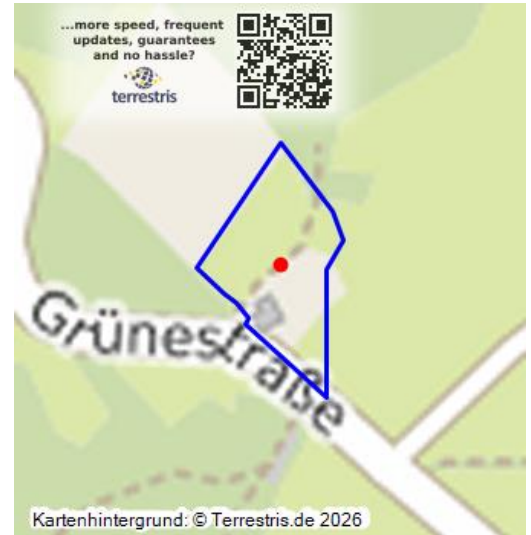 ...more speed, frequent
updates, guarantees
and no hassle?
terrestris
Grünestraße
Kartenhintergrund: © Terrestris.de 2026